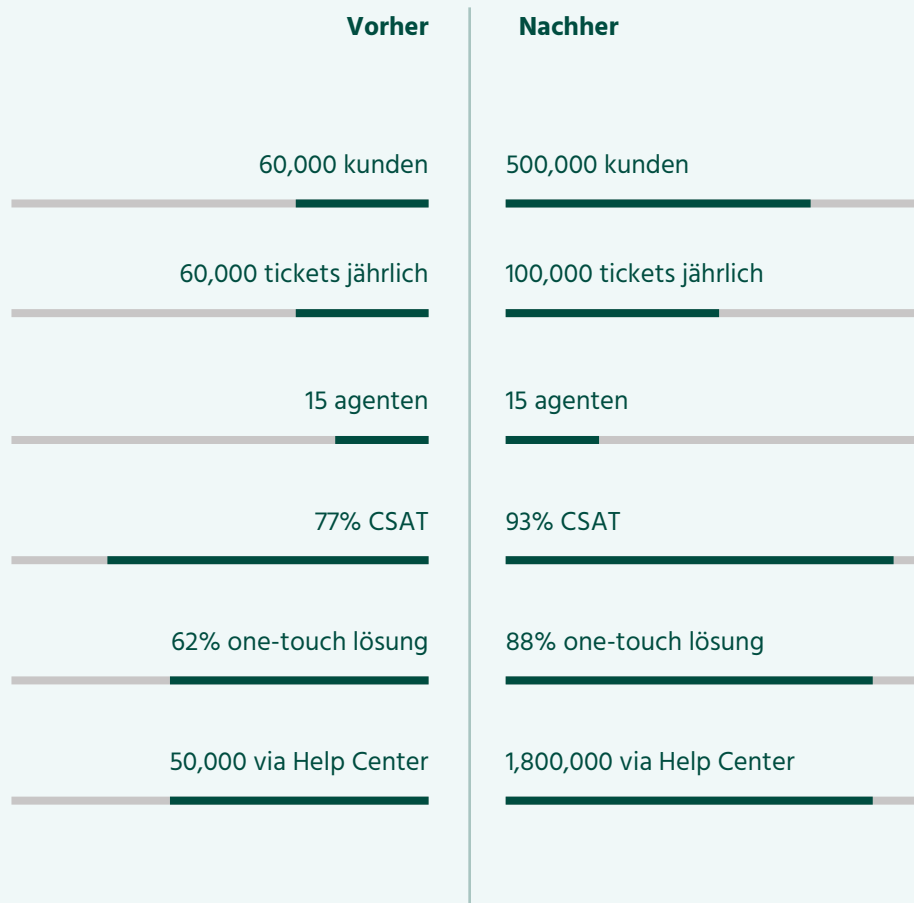 Vorher
Nachher
60,000 kunden
500,000 kunden
60,000 tickets jährlich
100,000 tickets jährlich
15 agenten
15 agenten
77% CSAT
93% CSAT
62% one-touch lösung
88% one-touch lösung
50,000 via Help Center
1,800,000 via Help Center